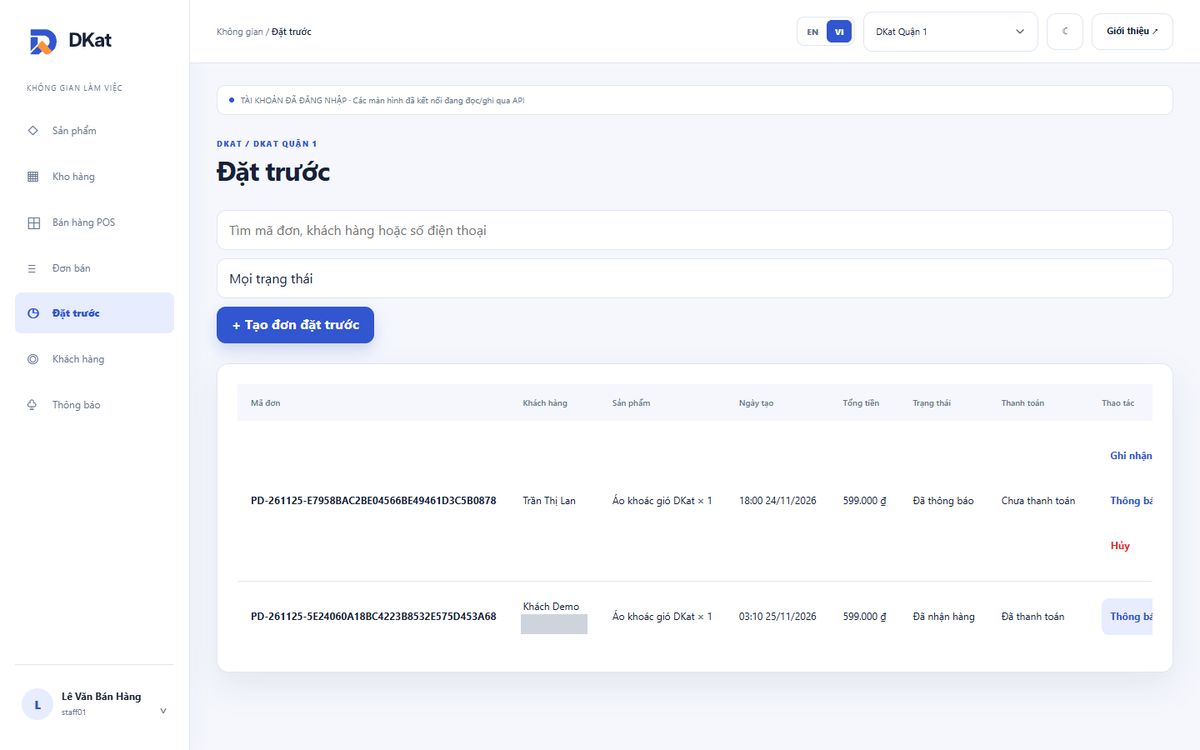 DKat
KHÔNG GIAN LÀM VIỆC
Sản phẩm
Kho hàng
Bán hàng POS
Đơn bán
Đặt trước
Khách hàng
Thông báo
L
Lê Văn Bán Hàng
staff01
Không gian / Đặt trước
EN VI
DKat Quận 1
Giới thiệu ↗
TÀI KHOẢN ĐÃ ĐĂNG NHẬP · Các màn hình đã kết nối đang đọc/ghi qua API
DKAT / DKAT QUẬN 1
Đặt trước
Tìm mã đơn, khách hàng hoặc số điện thoại
Mọi trạng thái
+ Tạo đơn đặt trước
Mã đơn Khách hàng Sản phẩm Ngày tạo Tổng tiền Trạng thái Thanh toán Thao tác
Ghi nhận
PD-261125-E7958BAC2BE04566BE49461D3C5B0878 Trần Thị Lan Áo khoác gió DKat × 1 18:00 24/11/2026 599.000 ₫ Đã thông báo Chưa thanh toán Thông bá
Hủy
Khách Demo
PD-261125-5E24060A18BC4223B8532E575D453A68 Áo khoác gió DKat × 1 03:10 25/11/2026 599.000 ₫ Đã nhận hàng Đã thanh toán Thông bá